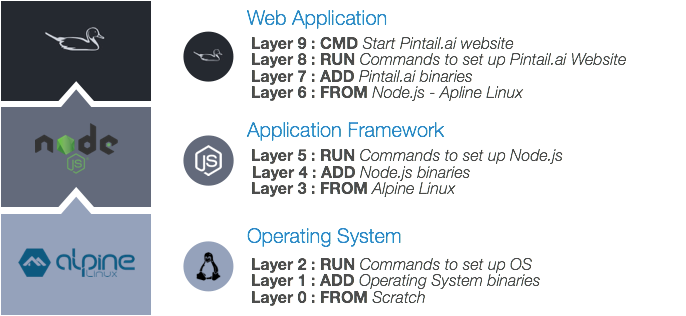 Web Application
Layer 9 : CMD Start Pintail.ai website
Layer 8 : RUN Commands to set up Pintail.ai Website
Layer 7 : ADD Pintail.ai binaries
Layer 6 : FROM Node.js - Apline Linux
node
JS
JS
Application Framework
Layer 5 : RUN Commands to set up Node.js
Layer 4 : ADD Node.js binaries
Layer 3 : FROM Alpine Linux
alpine
Linux
Operating System
Layer 2 : RUN Commands to set up OS
Layer 1 : ADD Operating System binaries
Layer 0 : FROM Scratch